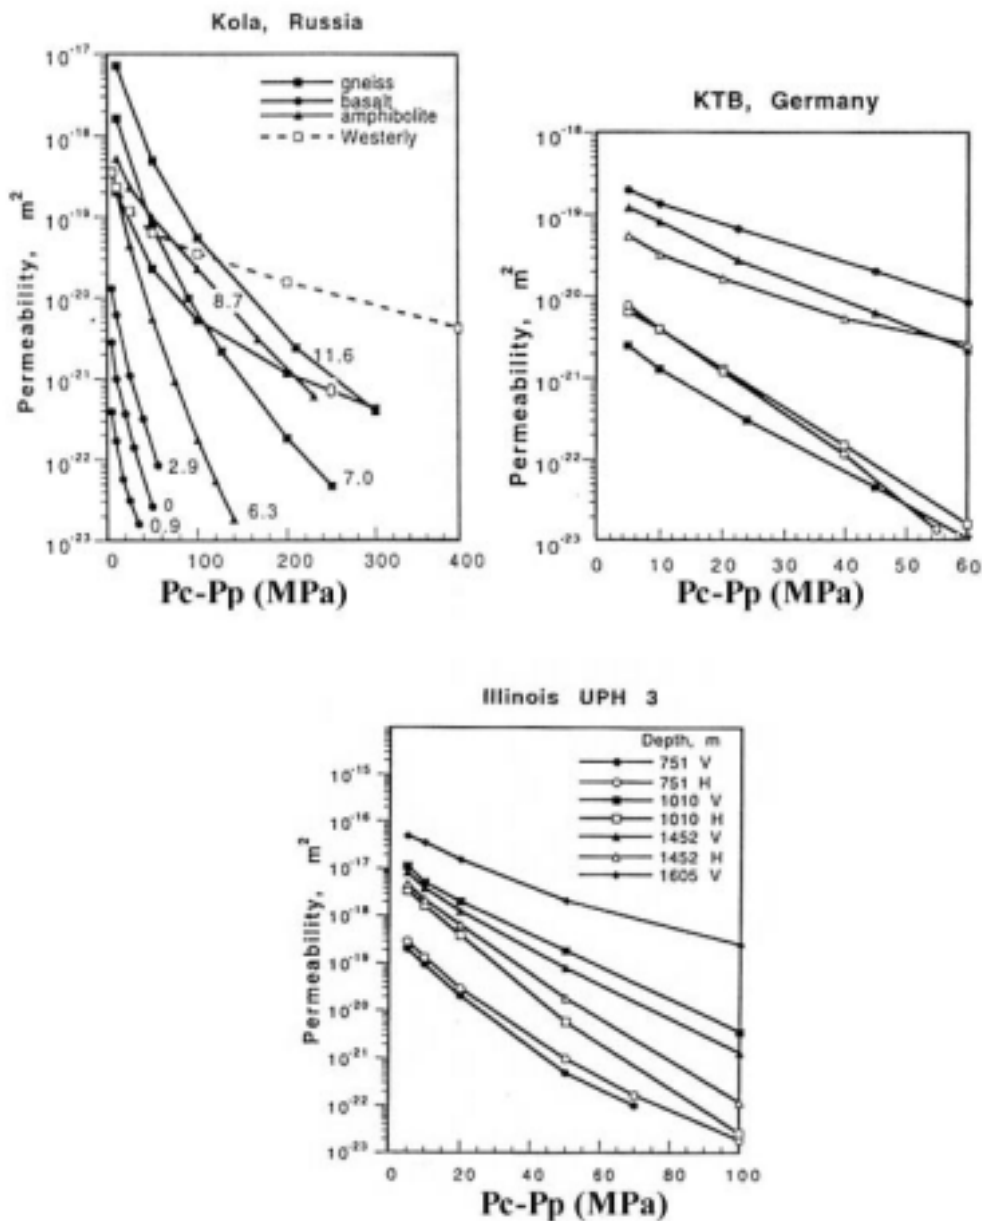 Kola, Russia
10-17
10-18
10-19
10-20
10-21
10-22
10-23
Permeability, m2
gneiss
basalt
amphibolite
Westerly
8.7
11.6
7.0
6.3
2.9
0
0.9
0 100 200 300 400
Pc-Pp (MPa)
KTB, Germany
10-18
10-19
10-20
10-21
10-22
10-23
Permeability, m2
0 10 20 30 40 50 60
Pc-Pp (MPa)
Illinois UPH 3
10-15
10-16
10-17
10-18
10-19
10-20
10-21
10-22
10-23
Permeability, m2
Depth, m
751 V
751 H
1010 V
1010 H
1452 V
1452 H
1605 V
0 20 40 60 80 100
Pc-Pp (MPa)